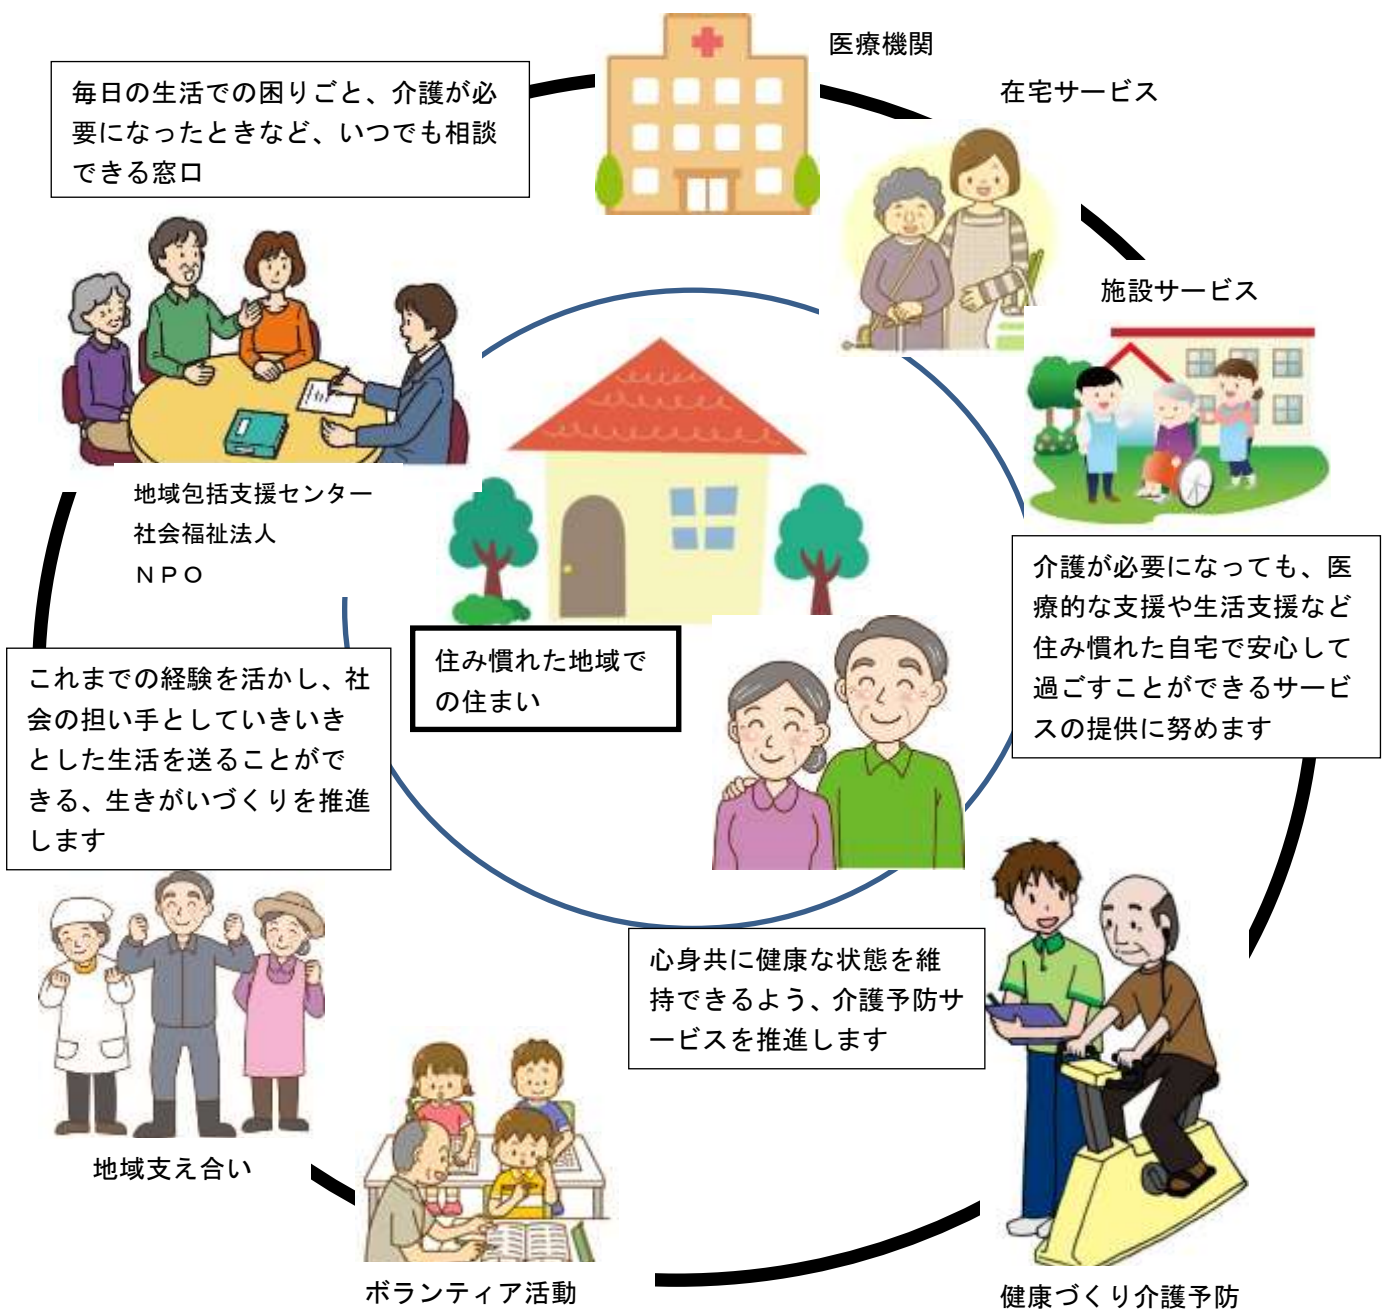 医療機関
在宅サービス
毎日の生活での困りごと、介護が必
要になったときなど、いつでも相談
できる窓口
施設サービス
地域包括支援センター
社会福祉法人
ＮＰＯ
介護が必要になっても、医
療的な支援や生活支援など
住み慣れた自宅で安心して
過ごすことができるサービ
スの提供に努めます
住み慣れた地域で
の住まい
これまでの経験を活かし、社
会の担い手としていきいき
とした生活を送ることがで
きる、生きがいづくりを推進
します
心身共に健康な状態を維
持できるよう、介護予防サ
ービスを推進します
地域支え合い
ボランティア活動
健康づくり介護予防